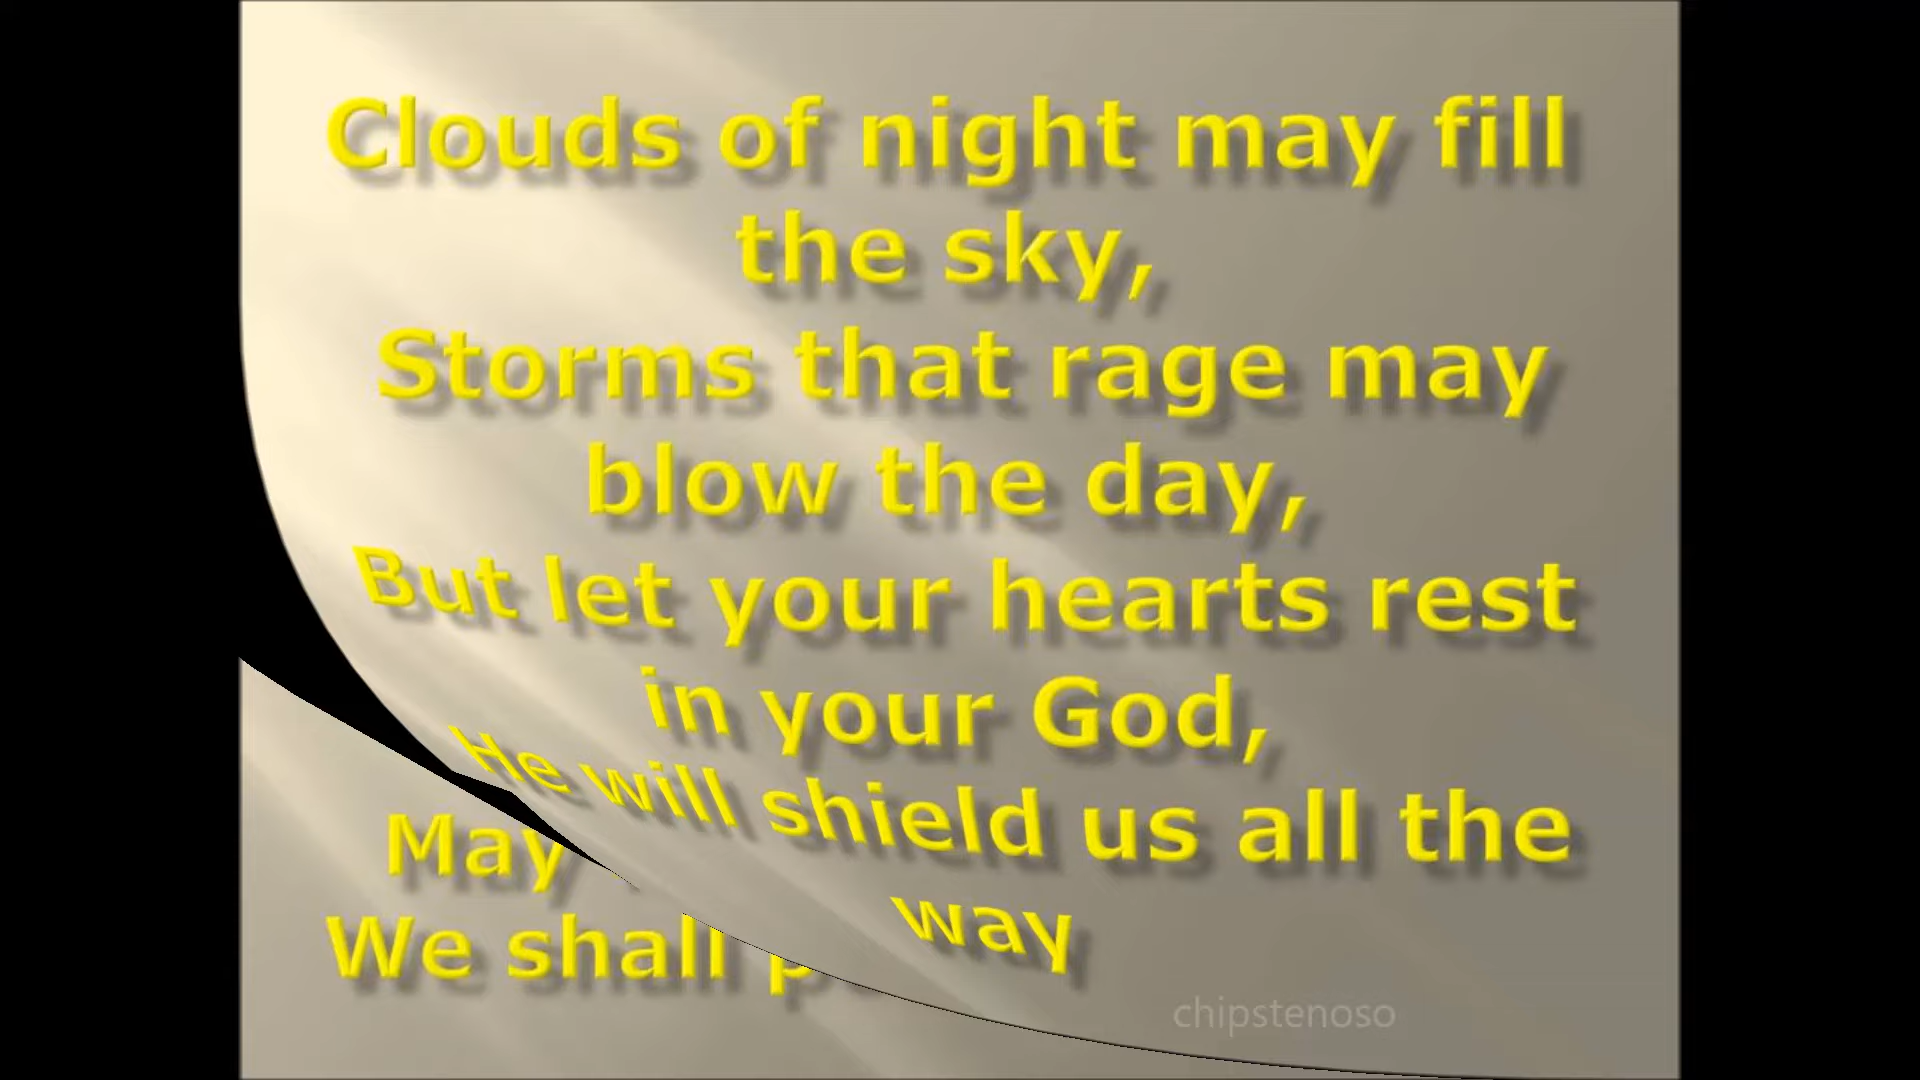 Clouds of night may fill
the sky,
Storms that rage may
blow the day,
But let your hearts rest
in your God,
He will shield us all the
way
May
We shall
chipstenoso